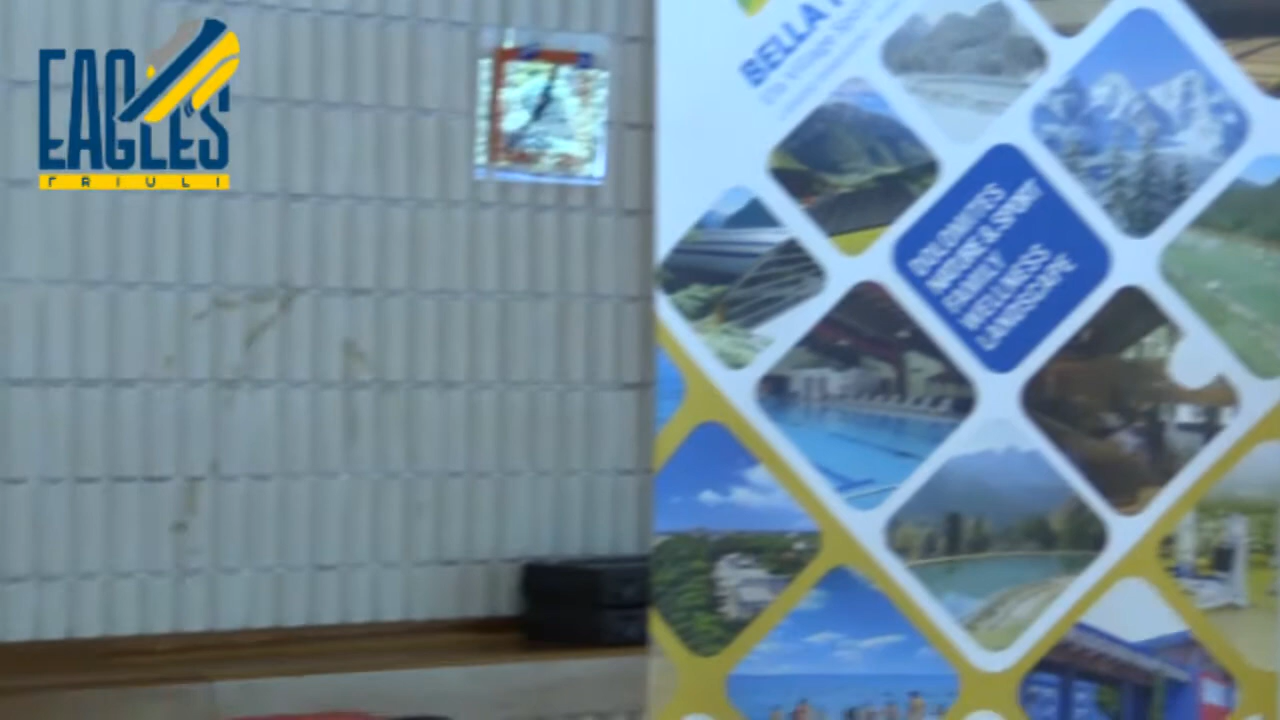 EAGLES
FRIULI
BELLA
DOLOMITES
NATURE & SPORT
FAMILY
WELLNESS
LANDSCAPE